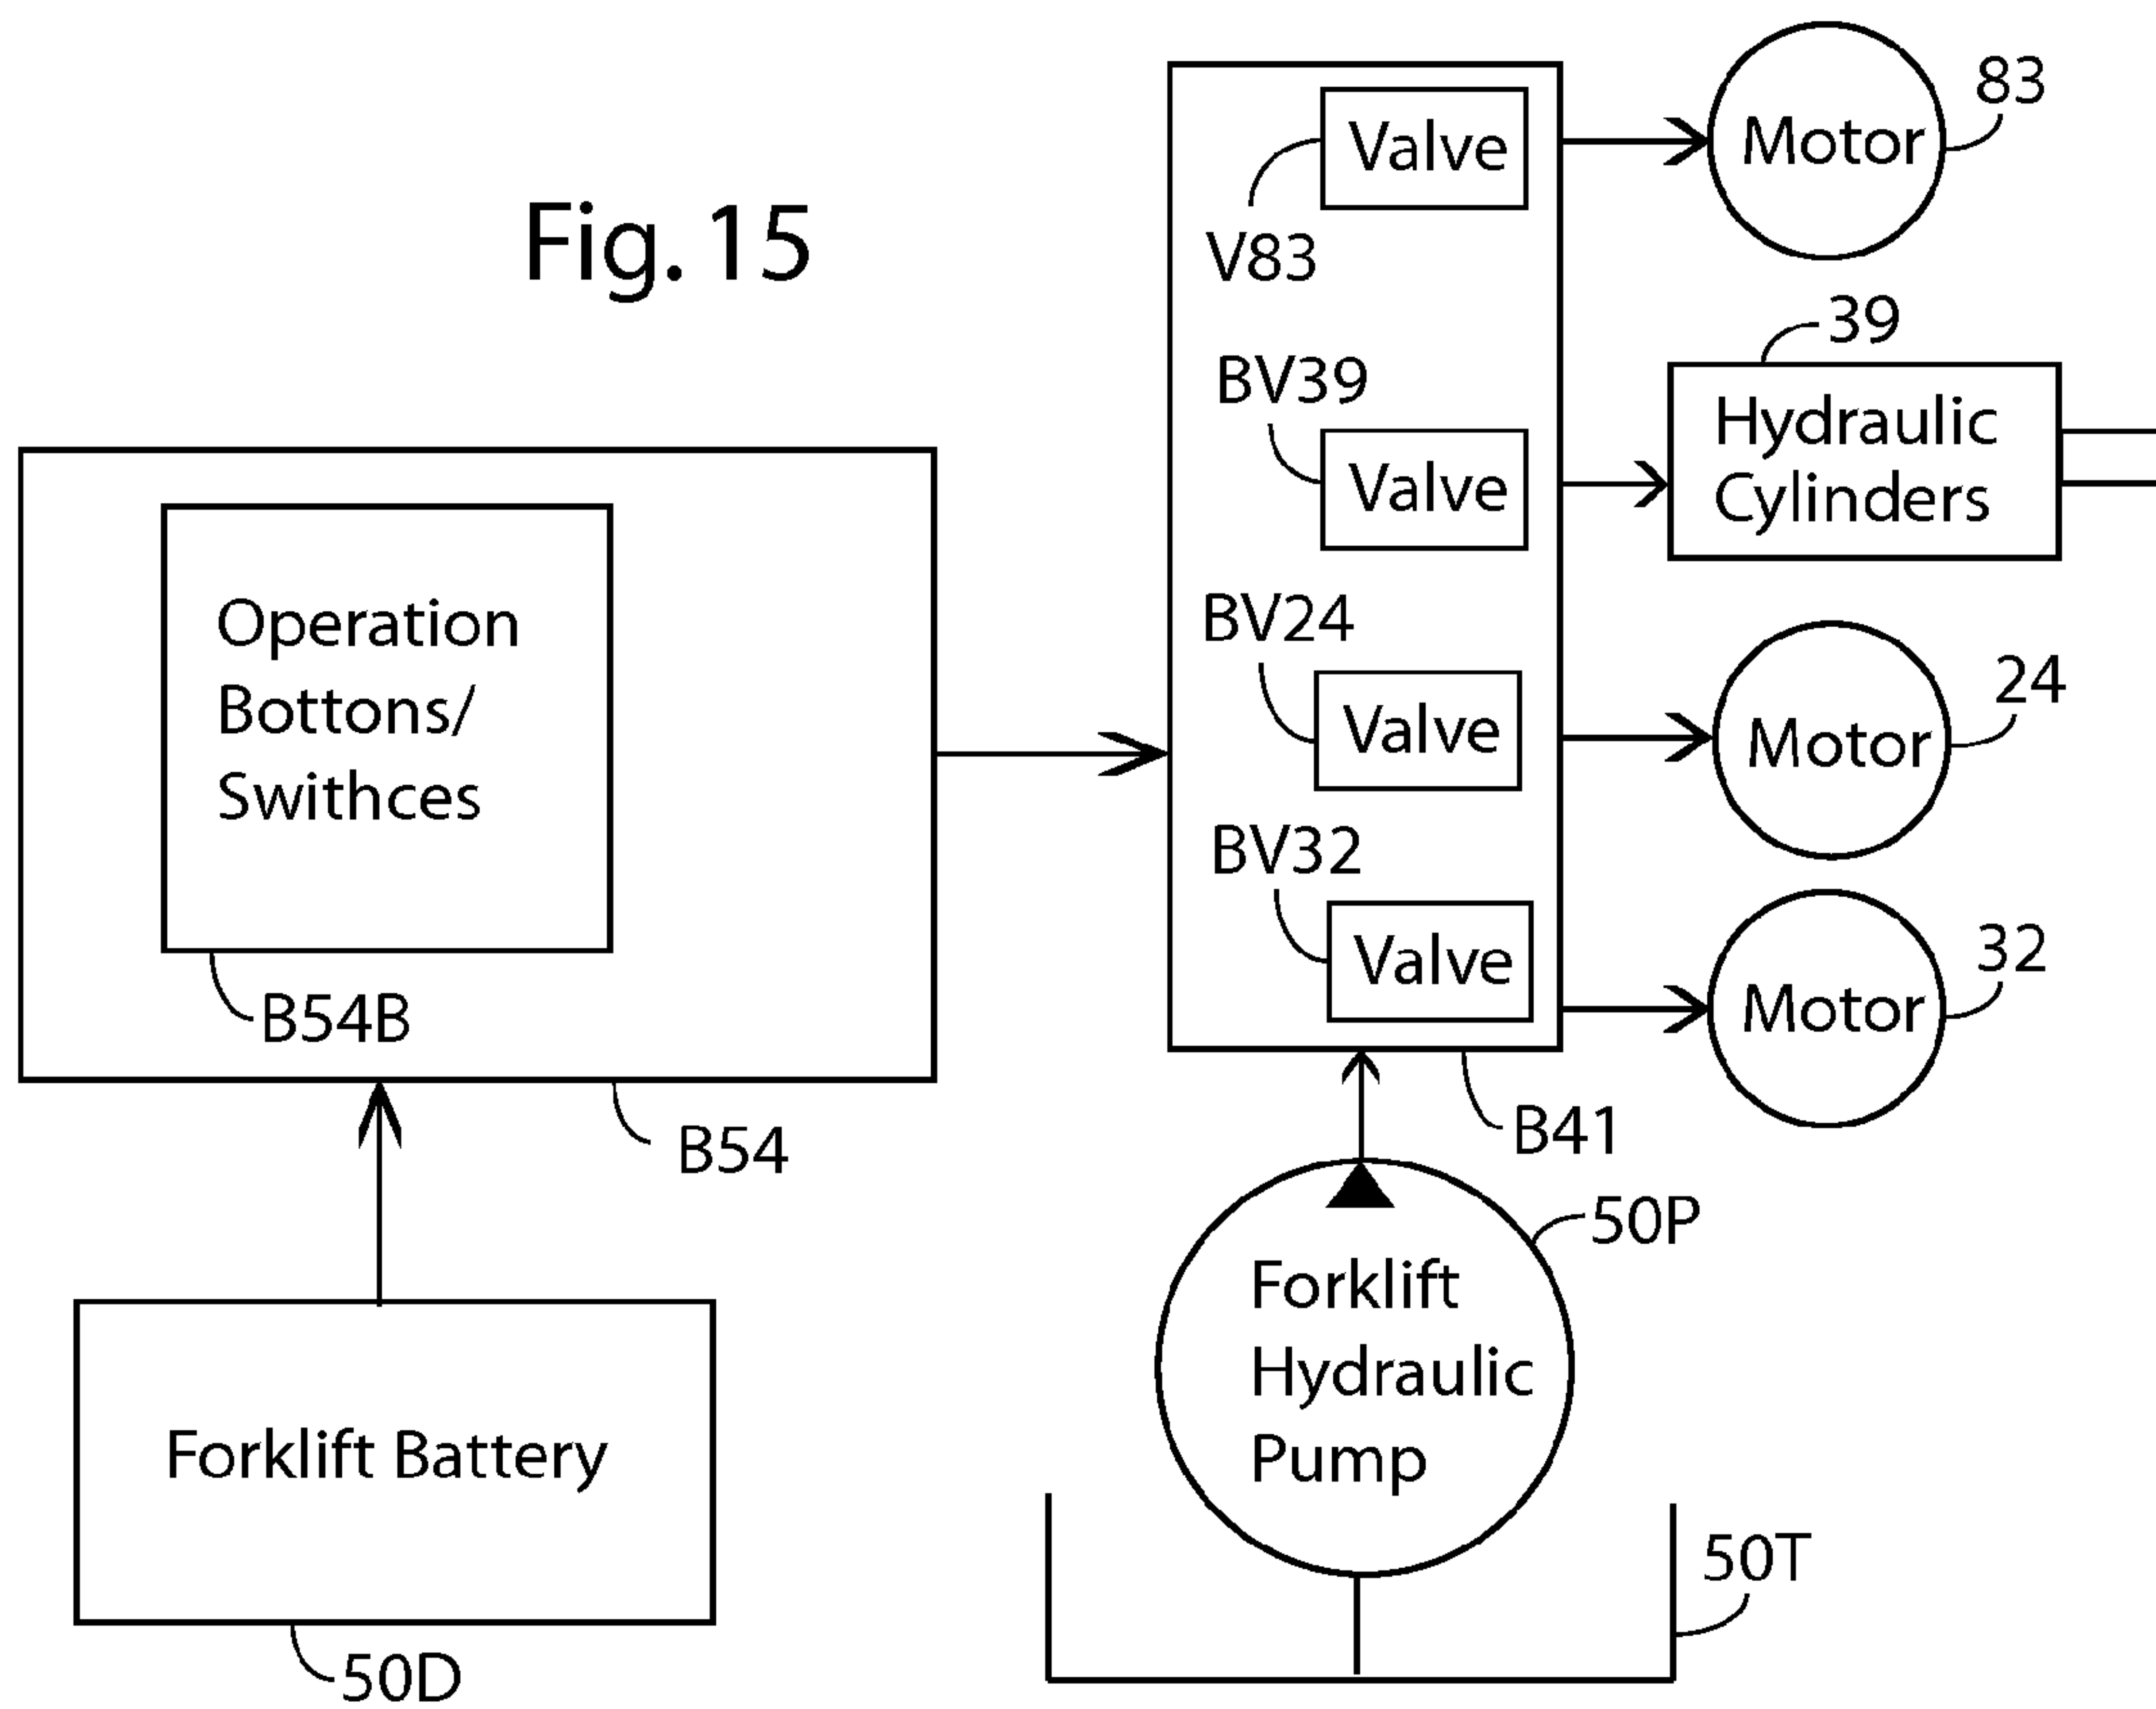 Fig. 15
Operation
Bottons/
Swithces
B54B
B54
Forklift Battery
50D
Valve
V83
BV39
Valve
BV24
Valve
BV32
Valve
B41
Motor
83
39
Hydraulic
Cylinders
24
Motor
32
Motor
50P
Forklift
Hydraulic
Pump
50T